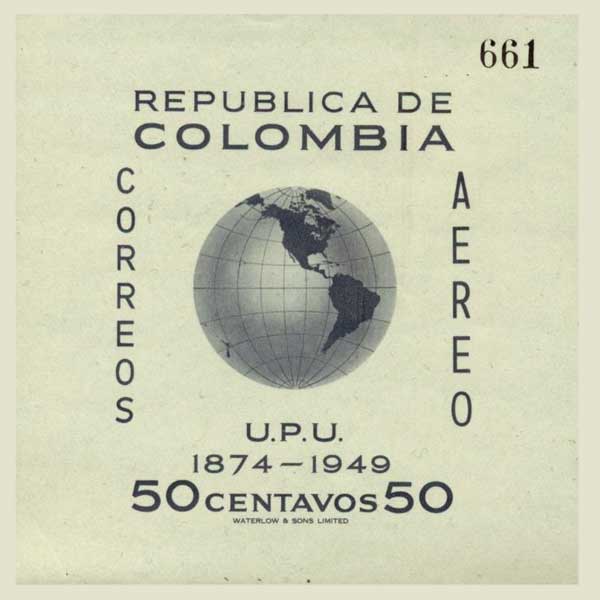 661
REPUBLICA DE
COLOMBIA
CORREOS
AEREO
U.P.U.
1874-1949
50 CENTAVOS 50
WATERLOW & SONS LIMITED